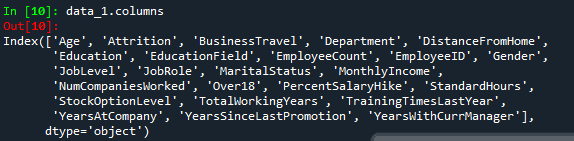 In [10]: data_1.columns
Out[10]:
Index(['Age', 'Attrition', 'BusinessTravel', 'Department', 'DistanceFromHome',
'Education', 'EducationField', 'EmployeeCount', 'EmployeeID', 'Gender',
'JobLevel', 'JobRole', 'MaritalStatus', 'MonthlyIncome',
'NumCompaniesWorked', 'Over18', 'PercentSalaryHike', 'StandardHours',
'StockOptionLevel', 'TotalWorkingYears', 'TrainingTimesLastYear',
'YearsAtCompany', 'YearsSinceLastPromotion', 'YearsWithCurrManager'],
dtype='object')